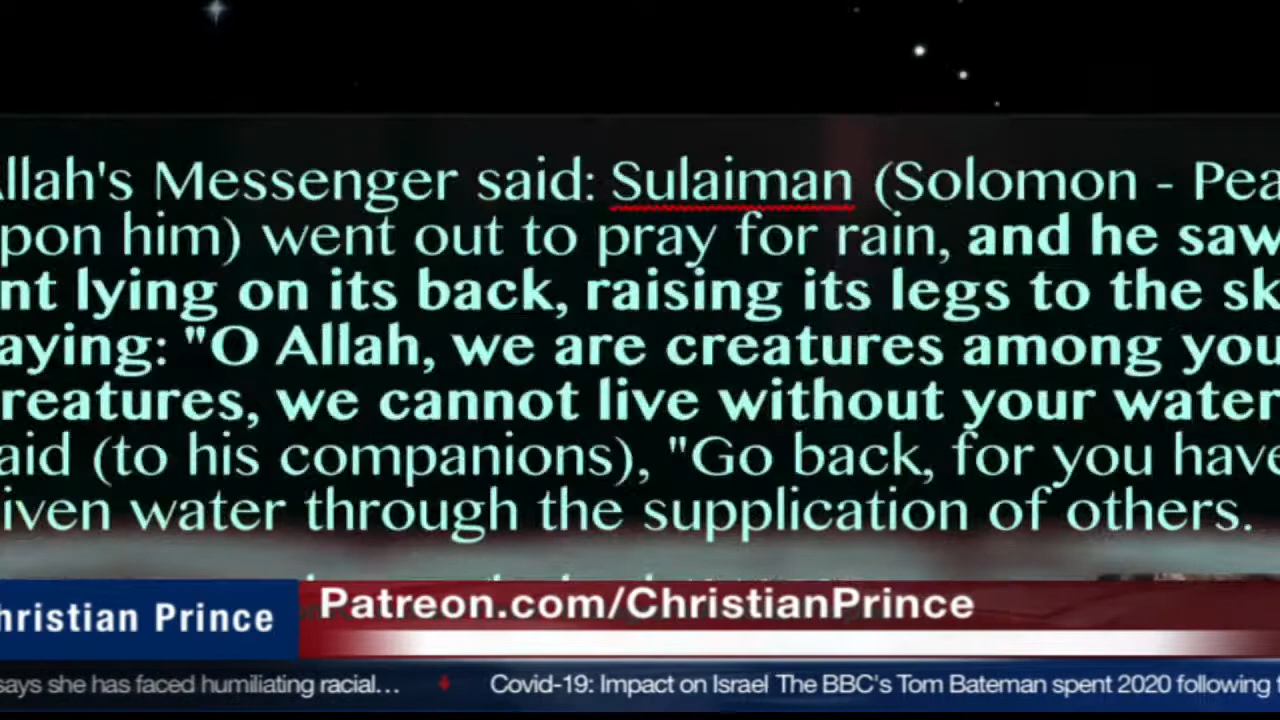 Allah's Messenger said: Sulaiman (Solomon - Pea
pon him) went out to pray for rain, and he saw
nt lying on its back, raising its legs to the sk
aying: "O Allah, we are creatures among you
reatures, we cannot live without your water
aid (to his companions), "Go back, for you have
iven water through the supplication of others.
Patreon.com/ChristianPrince
hristian Prince
says she has faced humiliating racial... Covid-19: Impact on Israel The BBC's Tom Bateman spent 2020 following